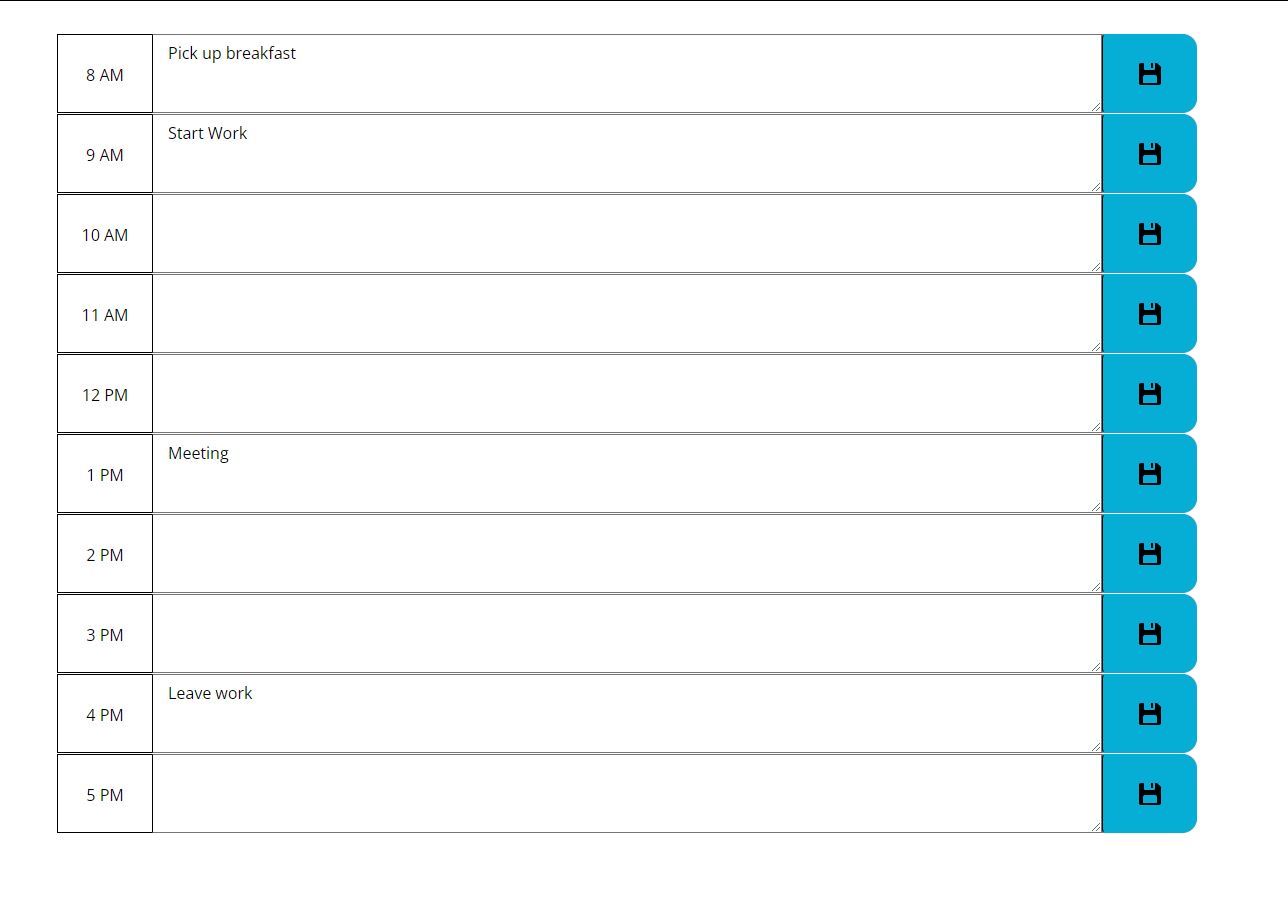 8 AM
Pick up breakfast
9 AM
Start Work
10 AM
11 AM
12 PM
1 PM
Meeting
2 PM
3 PM
4 PM
Leave work
5 PM